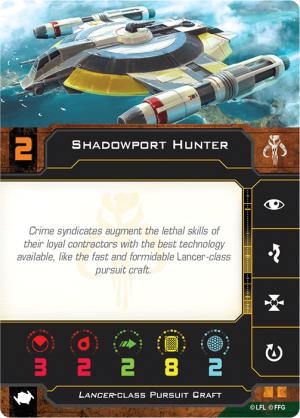 2 SHADOWPORT HUNTER
Crime syndicates augment the lethal skills of
their loyal contractors with the best technology
available, like the fast and formidable Lancer-class
pursuit craft.
3 2 2 8 2
LANCER-CLASS PURSUIT CRAFT
© LFL © FFG